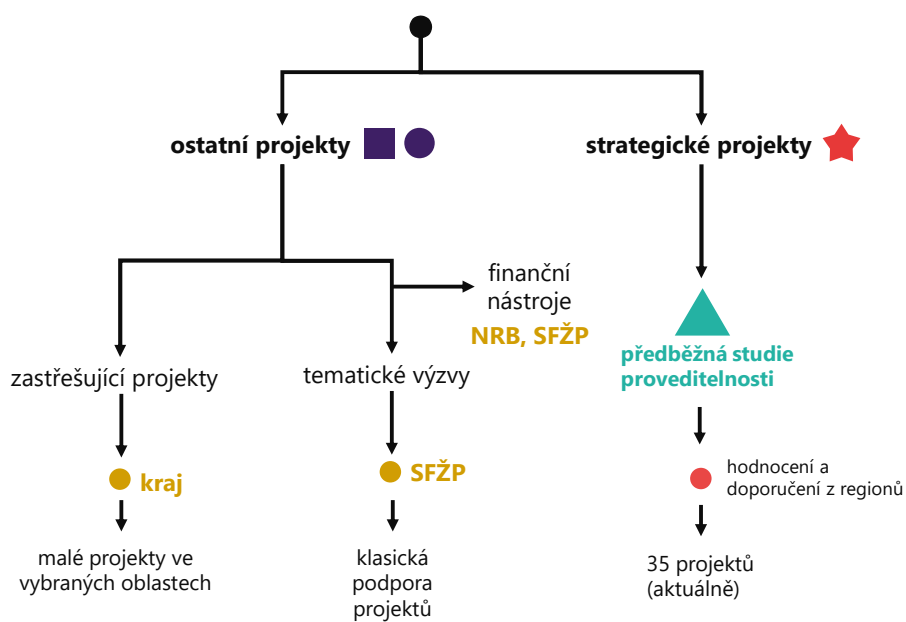 ostatní projekty
strategické projekty
finanční
nástroje
NRB, SFŽP
předběžná studie
proveditelnosti
zastřešující projekty
tematické výzvy
kraj
SFŽP
hodnocení a
doporučení z regionů
malé projekty ve
vybraných oblastech
klasická
podpora
projektů
35 projektů
(aktuálně)